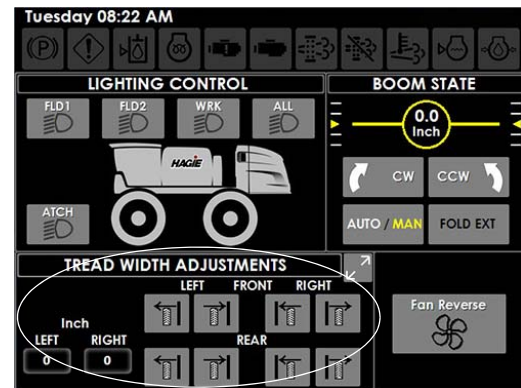 Tuesday 08:22 AM
(P)
LIGHTING CONTROL
FLD1 FLD2 WRK ALL
HAGIE
ATCH
BOOM STATE
0.0
Inch
CW CCW
AUTO / MAN FOLD EXT
TREAD WIDTH ADJUSTMENTS
LEFT FRONT RIGHT
Inch
LEFT RIGHT
REAR
0 0
Fan Reverse